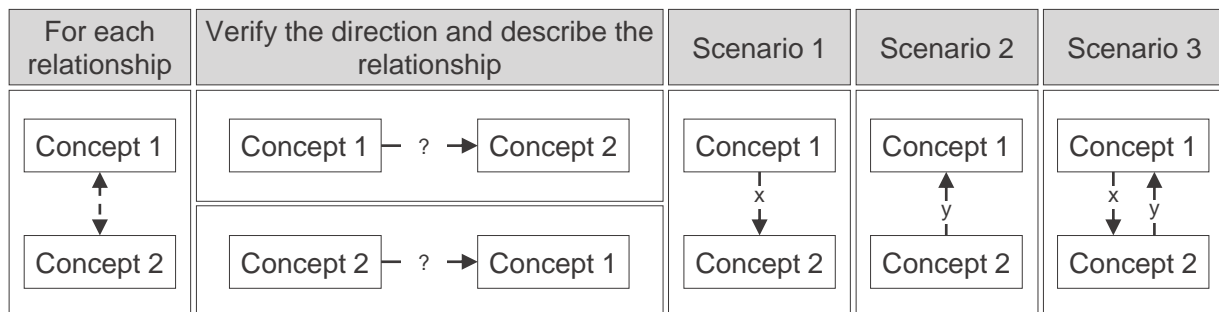 For each
relationship
Verify the direction and describe the
relationship
Scenario 1
Scenario 2
Scenario 3
Concept 1
Concept 2
Concept 1 ? Concept 2
Concept 2 ? Concept 1
Concept 1
x
Concept 2
Concept 1
y
Concept 2
Concept 1
x y
Concept 2